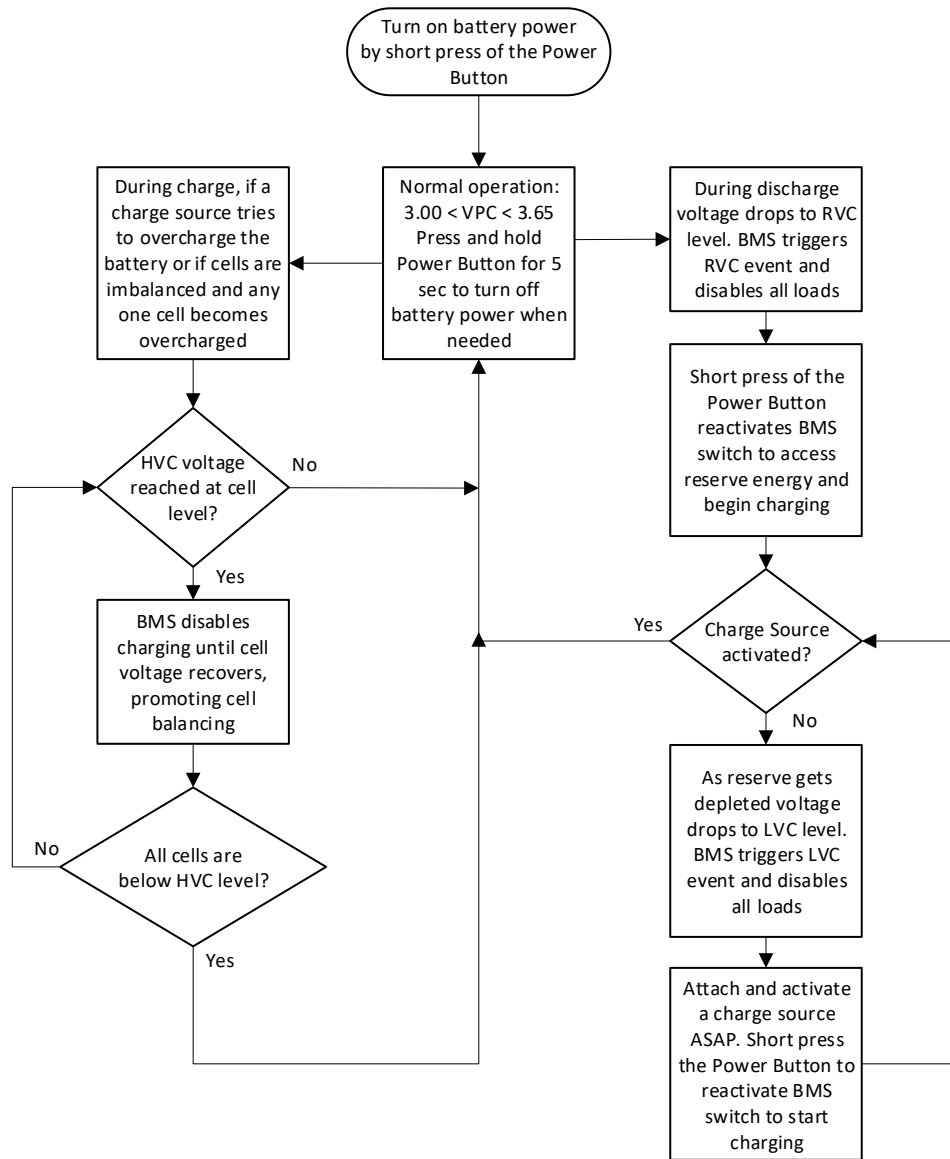 Turn on battery power
by short press of the Power
Button
During charge, if a
charge source tries
to overcharge the
battery or if cells are
imbalanced and any
one cell becomes
overcharged
Normal operation:
3.00 < VPC < 3.65
Press and hold
Power Button for 5
sec to turn off
battery power when
needed
During discharge
voltage drops to RVC
level. BMS triggers
RVC event and
disables all loads
Short press of the
Power Button
reactivates BMS
switch to access
reserve energy and
begin charging
HVC voltage
reached at cell
level?
No
Yes
BMS disables
charging until cell
voltage recovers,
promoting cell
balancing
Yes
Charge Source
activated?
No
As reserve gets
depleted voltage
drops to LVC level.
BMS triggers LVC
event and disables
all loads
No
All cells are
below HVC level?
Yes
Attach and activate
a charge source
ASAP. Short press
the Power Button to
reactivate BMS
switch to start
charging